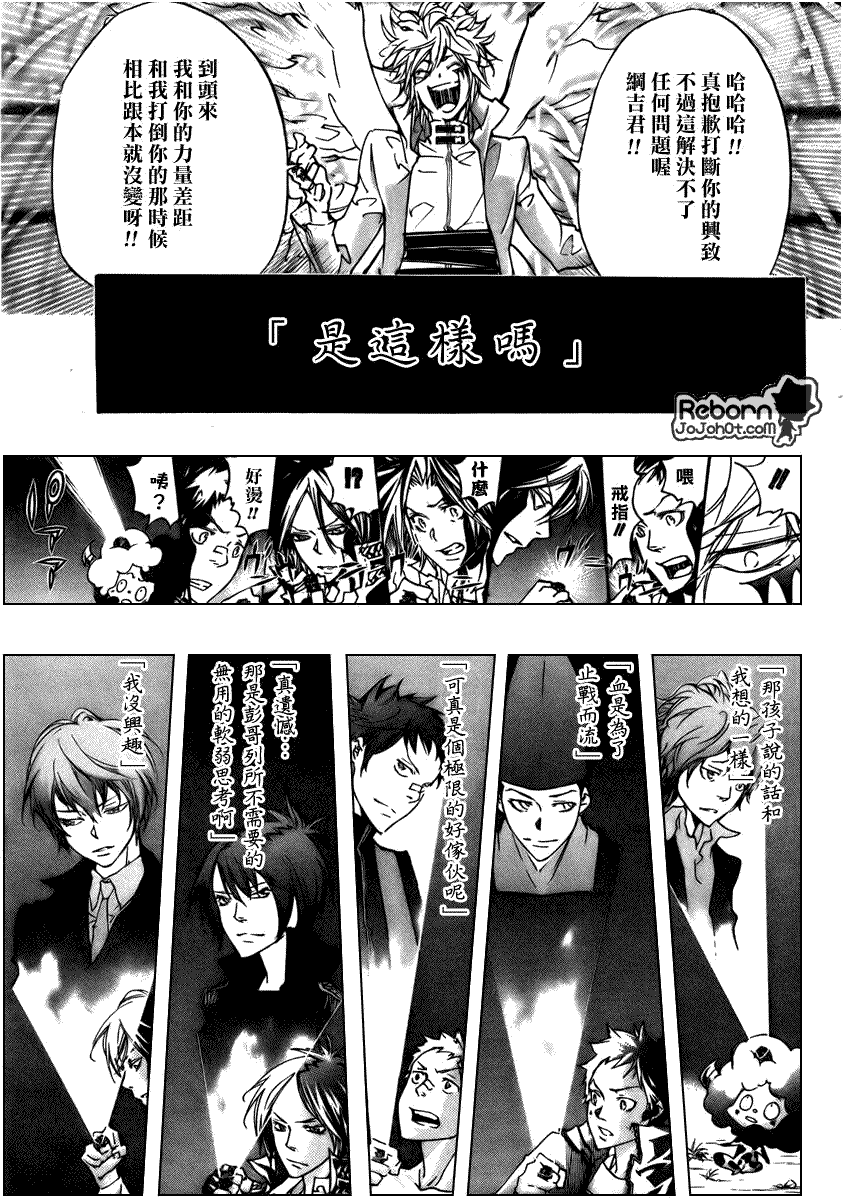 哈哈哈!!
真抱歉打斷你的興致
不過這解決不了
任何問題喔
綱吉君!!
到頭來
我和你的力量差距
和我打倒你的那時候
相比跟本就沒變呀!!
「是這樣嗎」
Reborn
JoJohOt.com
!!
喂
戒指!!
什麼
!?
好燙!!
咦?
「那孩子說的話和
我想的一樣」
「血是為了
止戰而流」
「可真是個極限的好傢伙呢」
「真遺憾…
那是彭哥列所不需要的
無用的軟弱思考啊」
「我沒興趣」